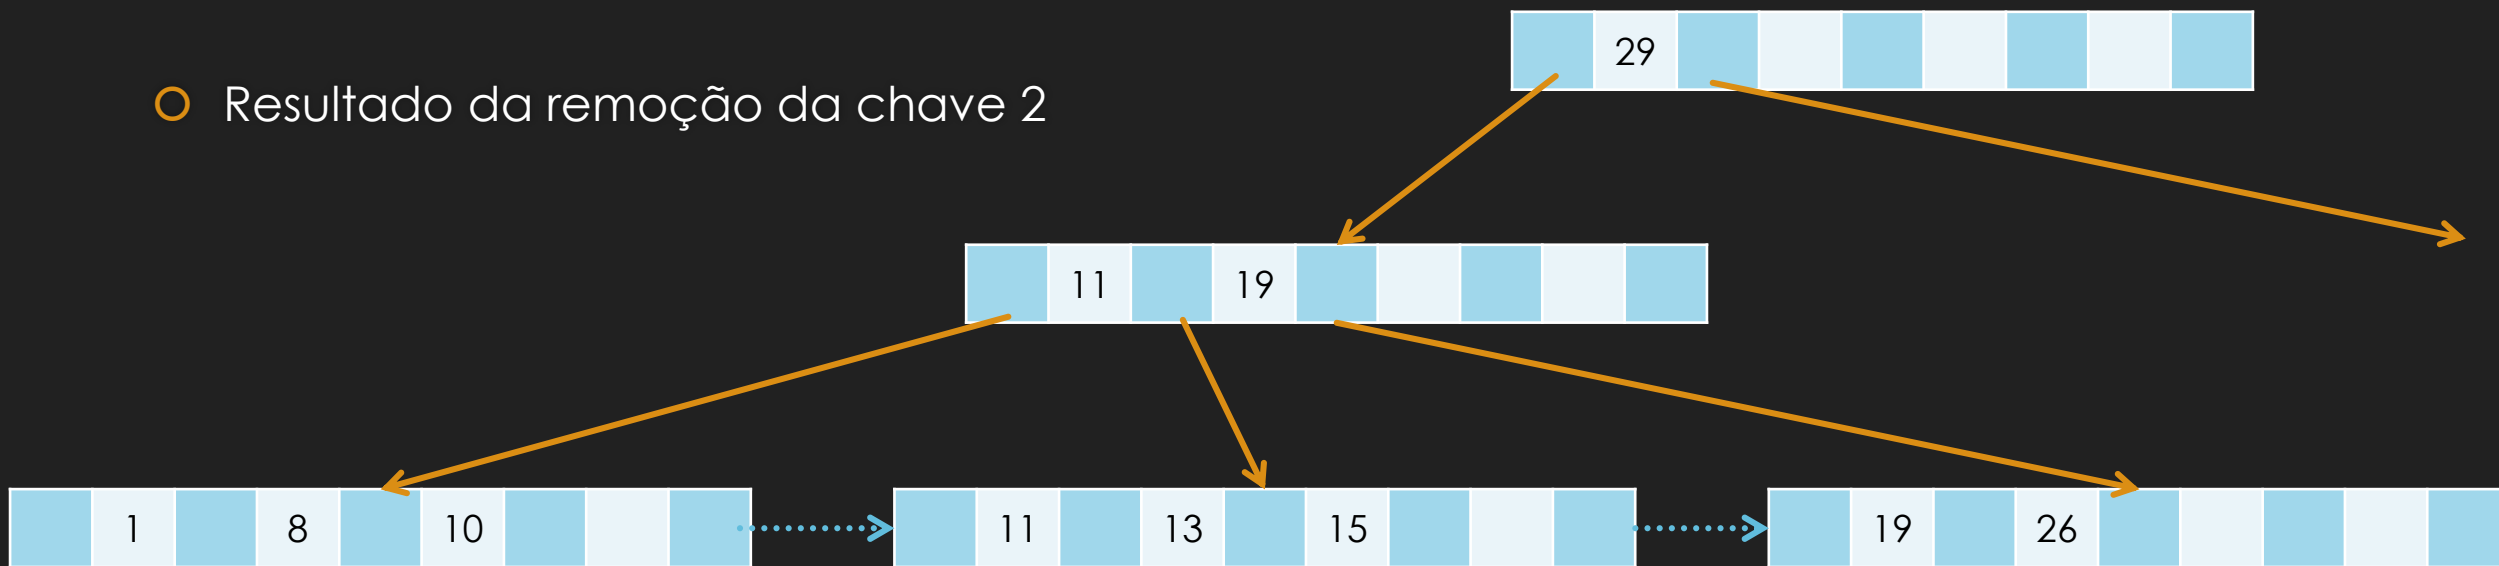 29
Resultado da remoção da chave 2
11 19
1 8 10 11 13 15 19 26